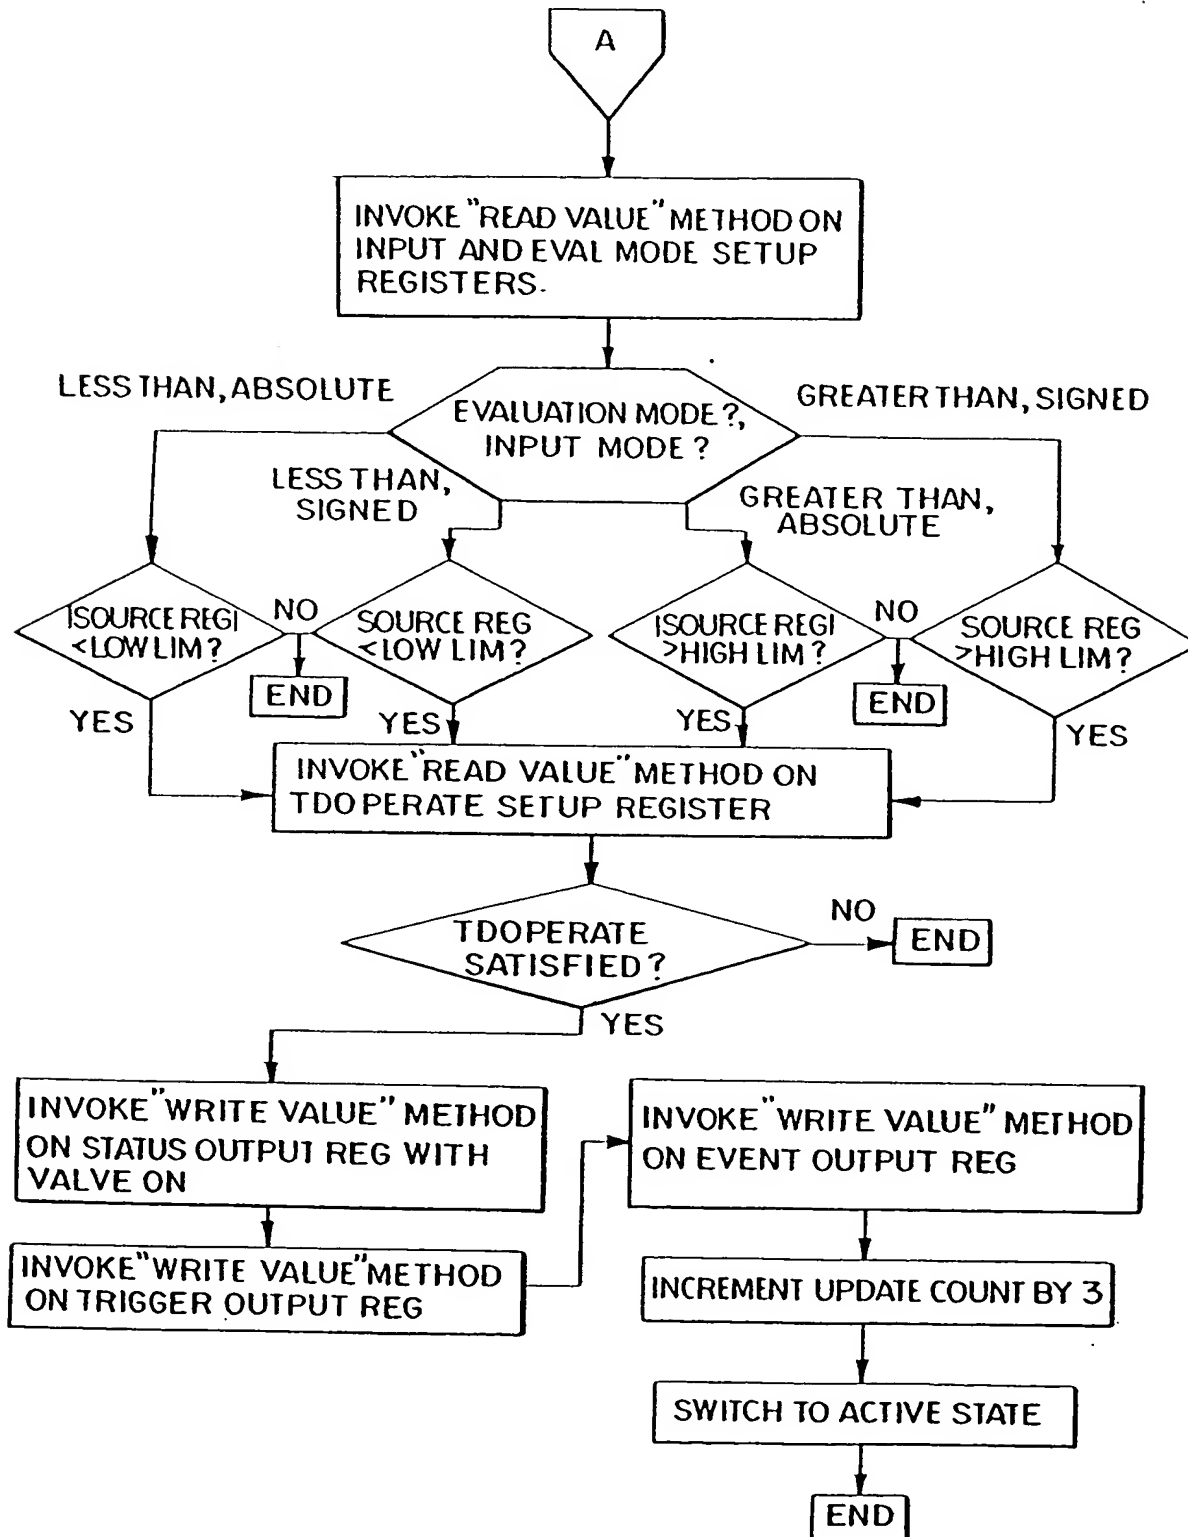 A
INVOKE "READ VALUE" METHOD ON
INPUT AND EVAL MODE SETUP
REGISTERS.
LESS THAN, ABSOLUTE
EVALUATION MODE?,
INPUT MODE?
GREATER THAN, SIGNED
LESS THAN,
SIGNED
GREATER THAN,
ABSOLUTE
|SOURCE REG|
<LOW LIM?
NO
SOURCE REG
<LOW LIM?
|SOURCE REG|
>HIGH LIM?
NO
SOURCE REG
>HIGH LIM?
END
END
YES
YES
YES
YES
INVOKE "READ VALUE" METHOD ON
TDOPERATE SETUP REGISTER
TDOPERATE
SATISFIED?
NO
END
YES
INVOKE "WRITE VALUE" METHOD
ON STATUS OUTPUT REG WITH
VALVE ON
INVOKE "WRITE VALUE" METHOD
ON TRIGGER OUTPUT REG
INVOKE "WRITE VALUE" METHOD
ON EVENT OUTPUT REG
INCREMENT UPDATE COUNT BY 3
SWITCH TO ACTIVE STATE
END